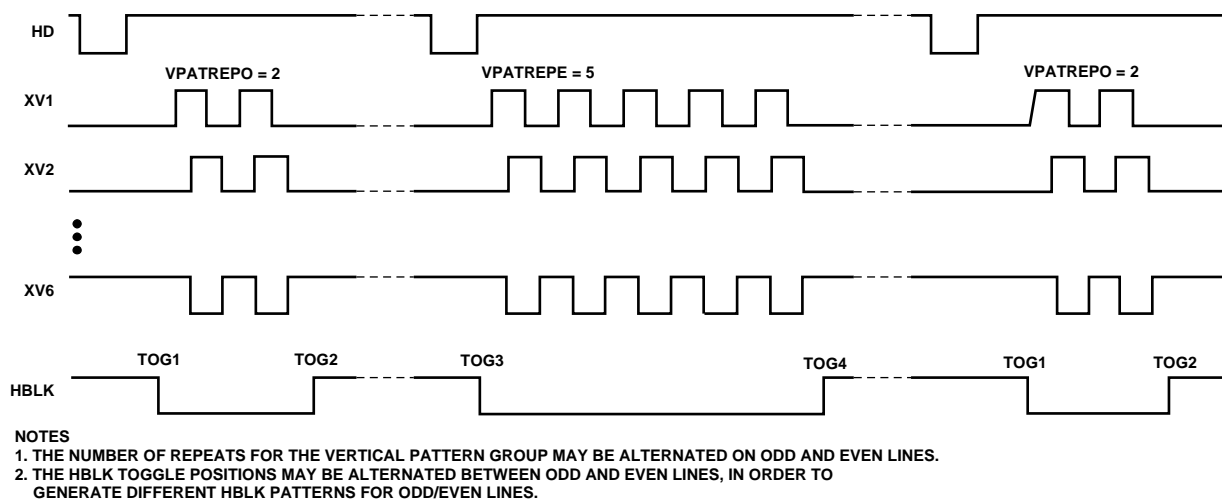 HD
VPATREPO = 2
VPATREPE = 5
VPATREPO = 2
XV1
XV2
XV6
TOG1
TOG2
TOG3
TOG4
TOG1
TOG2
HBLK
NOTES
1. THE NUMBER OF REPEATS FOR THE VERTICAL PATTERN GROUP MAY BE ALTERNATED ON ODD AND EVEN LINES.
2. THE HBLK TOGGLE POSITIONS MAY BE ALTERNATED BETWEEN ODD AND EVEN LINES, IN ORDER TO
GENERATE DIFFERENT HBLK PATTERNS FOR ODD/EVEN LINES.